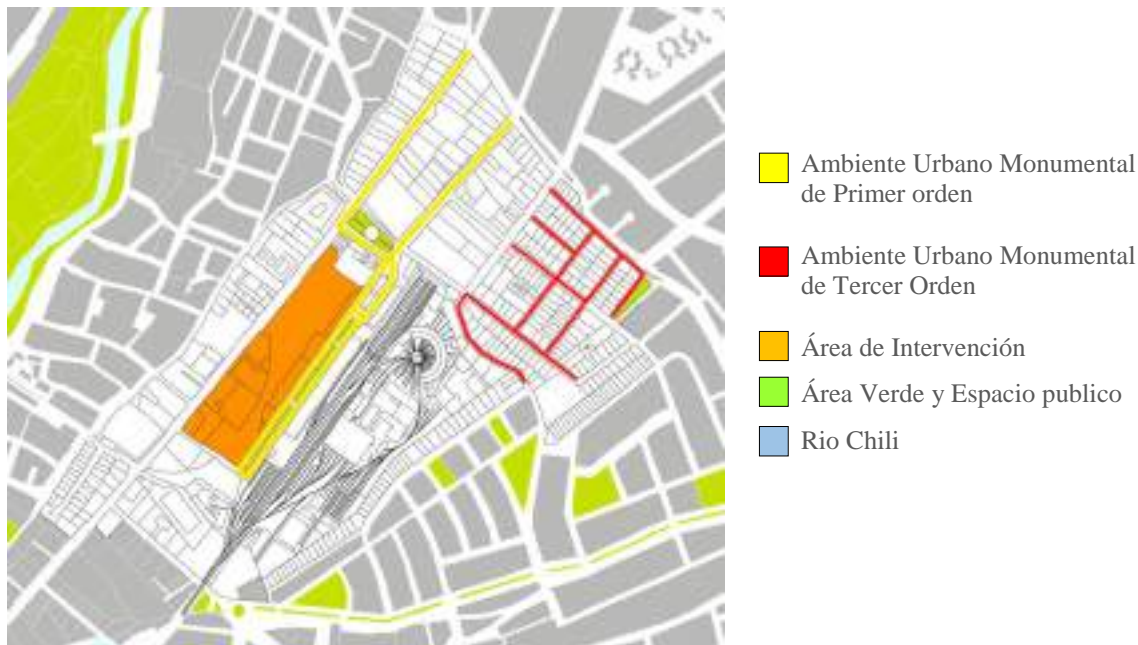 Ambiente Urbano Monumental
de Primer orden
Ambiente Urbano Monumental
de Tercer Orden
Área de Intervención
Área Verde y Espacio publico
Rio Chili